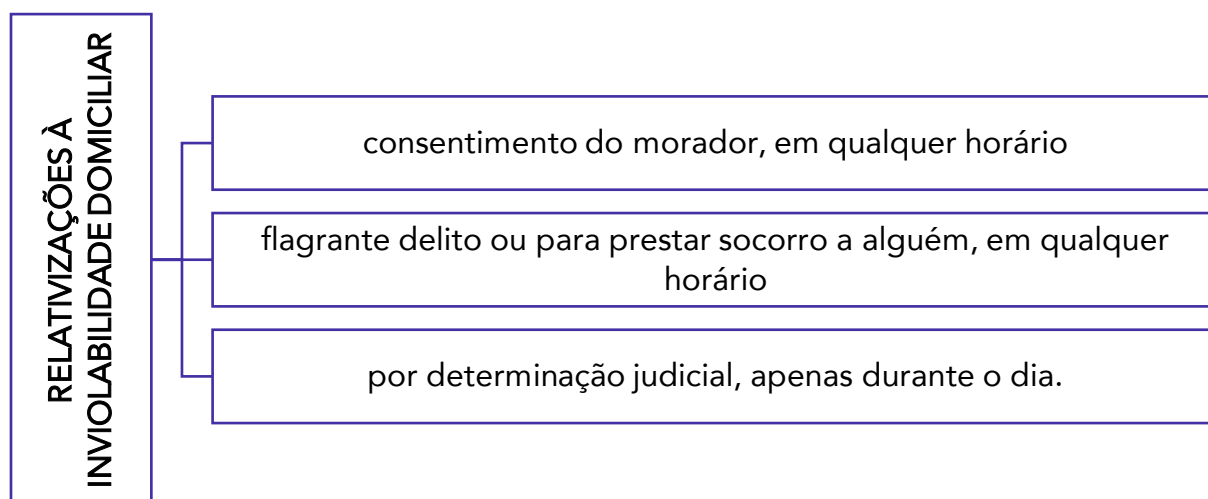 RELATIVIZAÇÕES À
INVIOLABILIDADE DOMICILIAR
consentimento do morador, em qualquer horário
flagrante delito ou para prestar socorro a alguém, em qualquer
horário
por determinação judicial, apenas durante o dia.